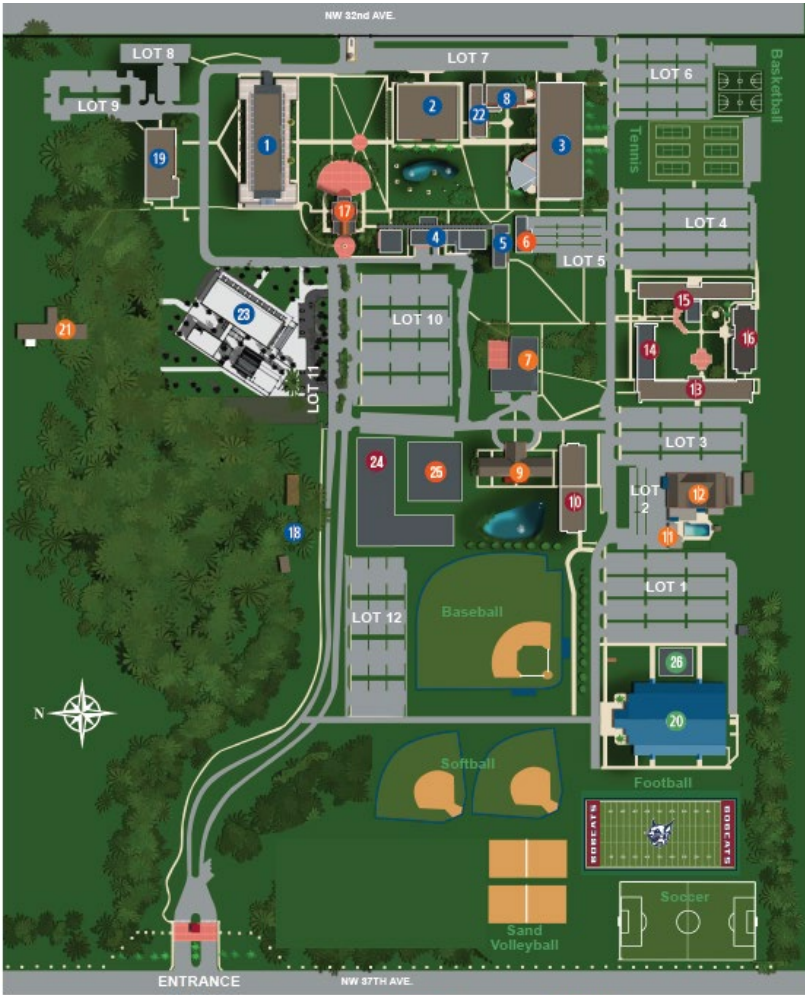 NW 32nd AVE.
LOT 8
LOT 7
LOT 6
Basketball
LOT 9
2
8
22
1
3
19
Tennis
17
4
5
6
LOT 4
LOT 5
15
23
LOT 10
16
21
14
7
LOT 11
13
LOT 3
24
25
9
12
10
LOT
2
18
11
LOT 1
Baseball
LOT 12
26
N
20
Softball
Football
BOBCATS
BOBCATS
Soccer
Sand
Volleyball
ENTRANCE
NW 37TH AVE.